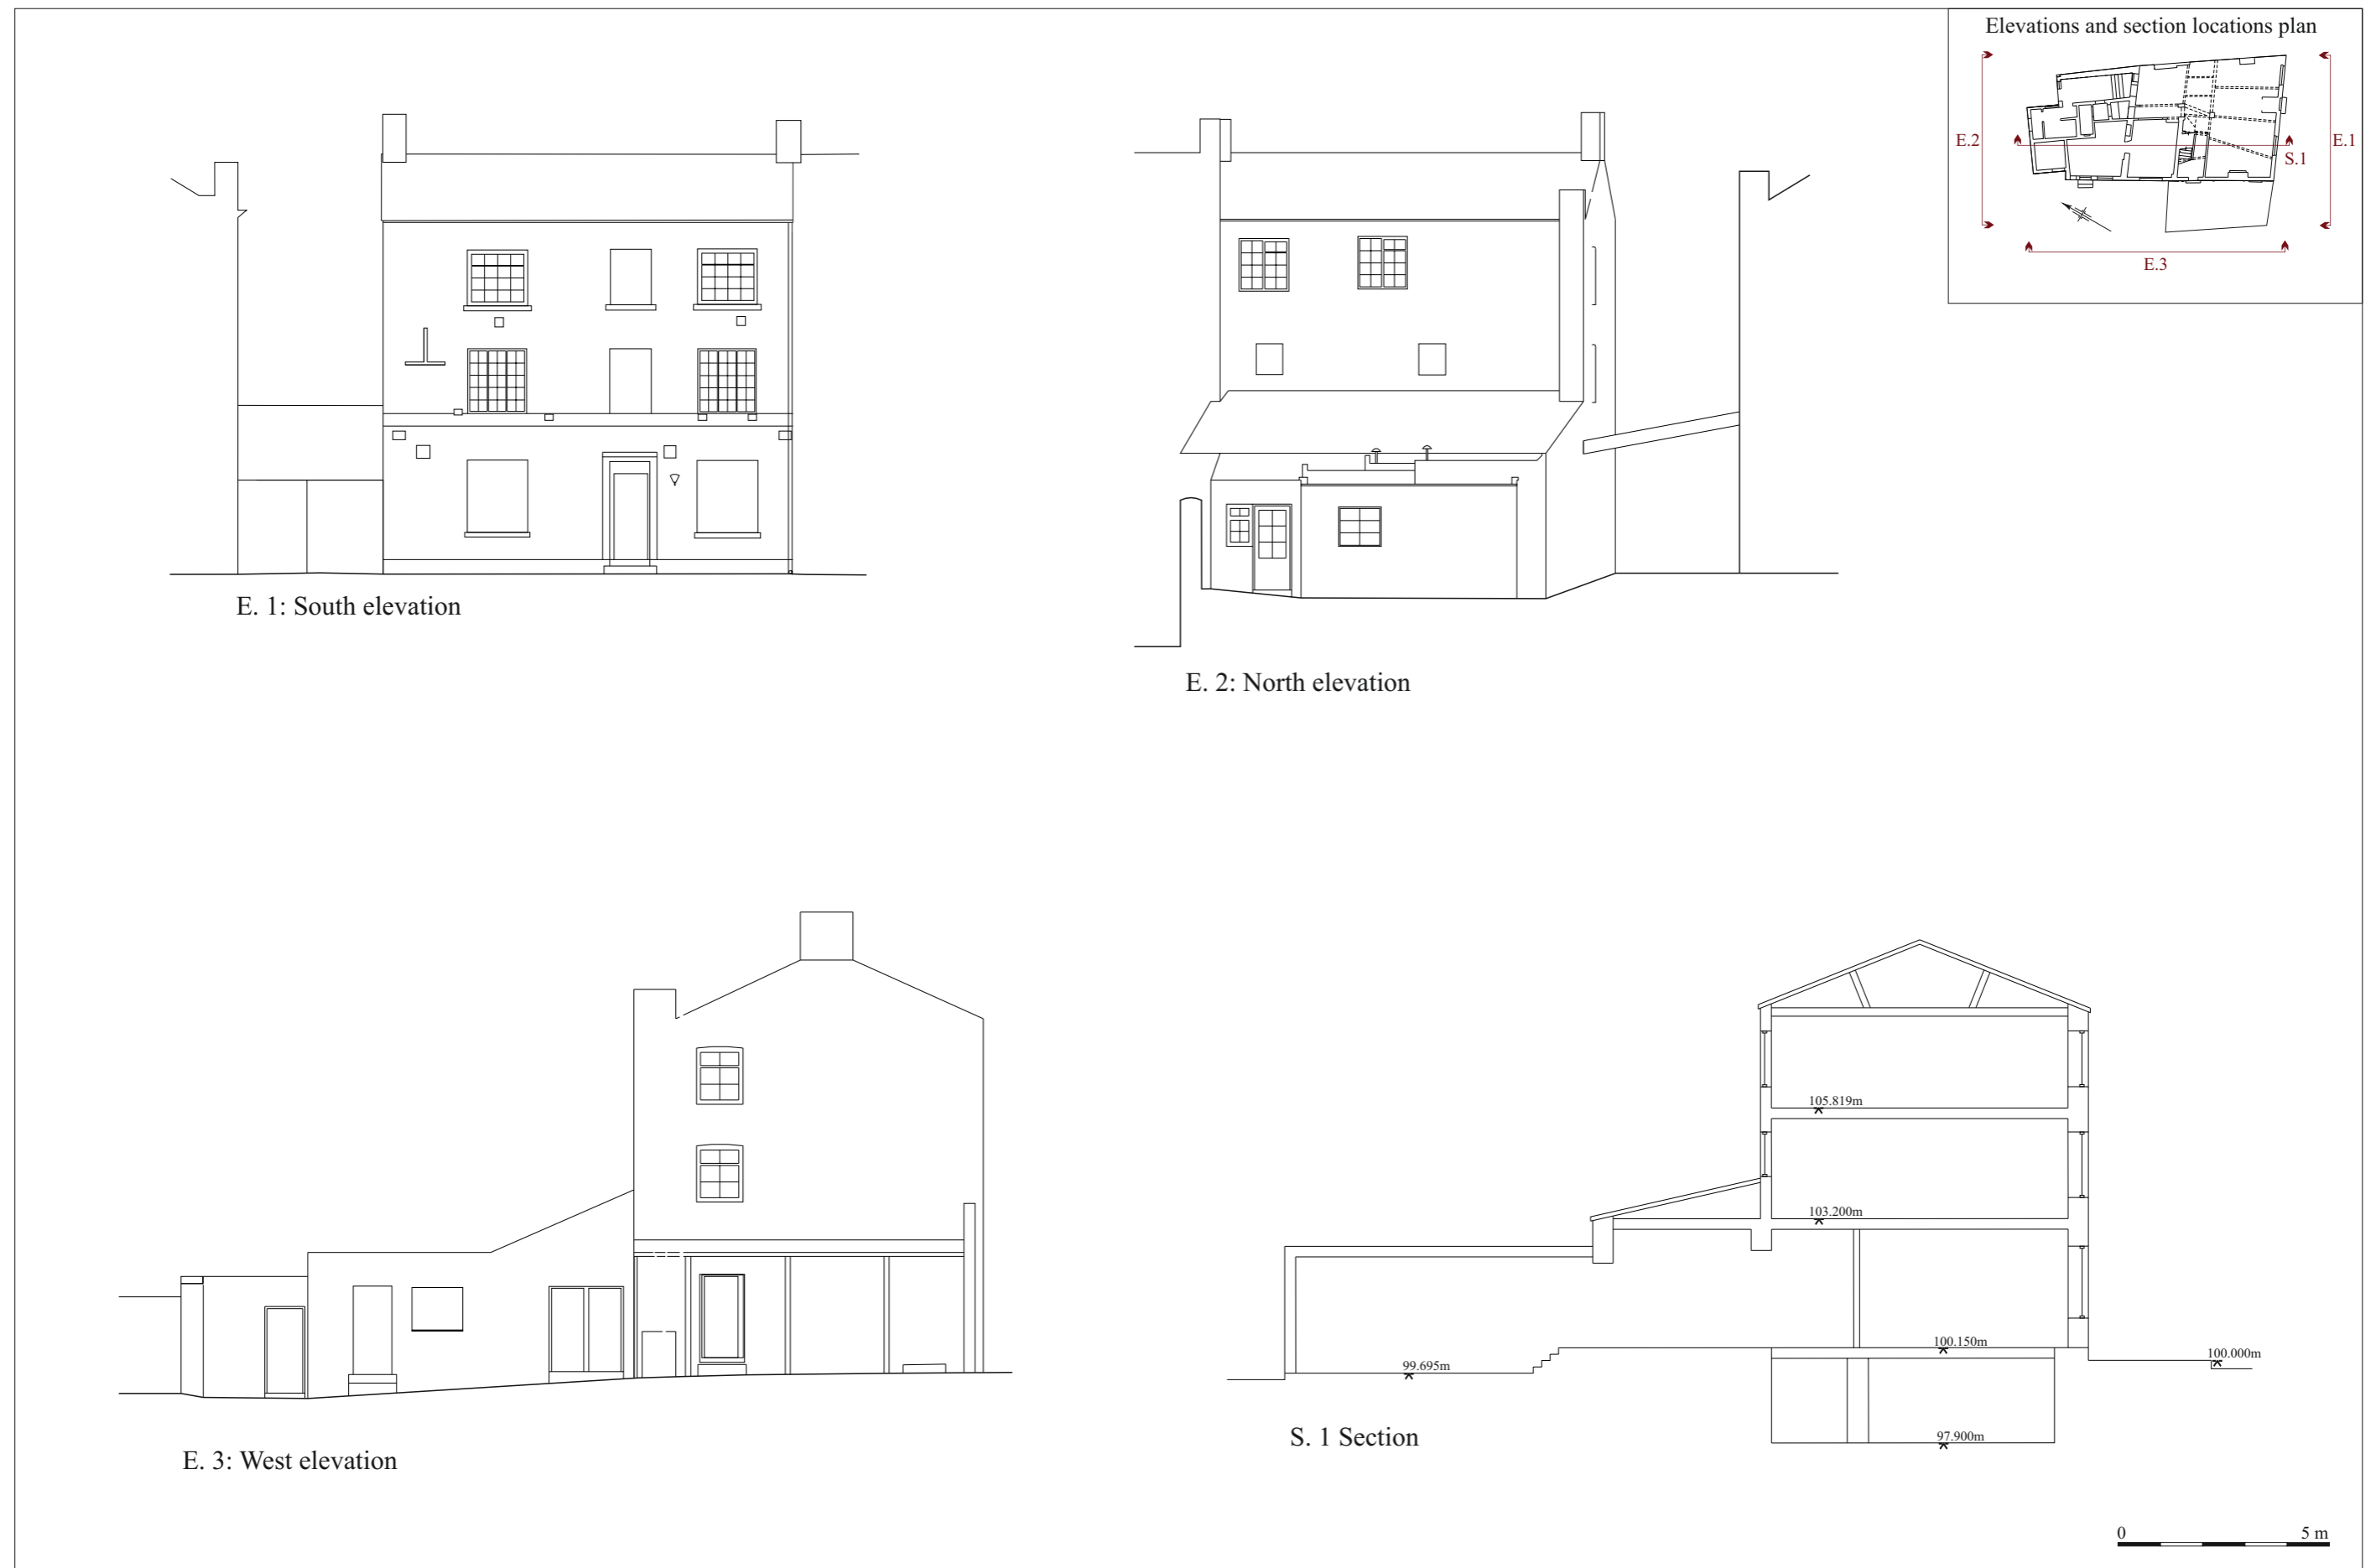 Elevations and section locations plan
E.2
E.1
S.1
E.3
E. 1: South elevation
E. 2: North elevation
105.819m
103.200m
100.150m
100.000m
99.695m
97.900m
E. 3: West elevation
S. 1 Section
0 5 m